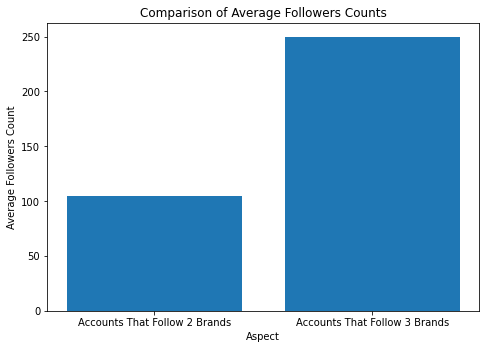 Comparison of Average Followers Counts
250
200
150
100
50
0
Average Followers Count
Accounts That Follow 2 Brands
Accounts That Follow 3 Brands
Aspect